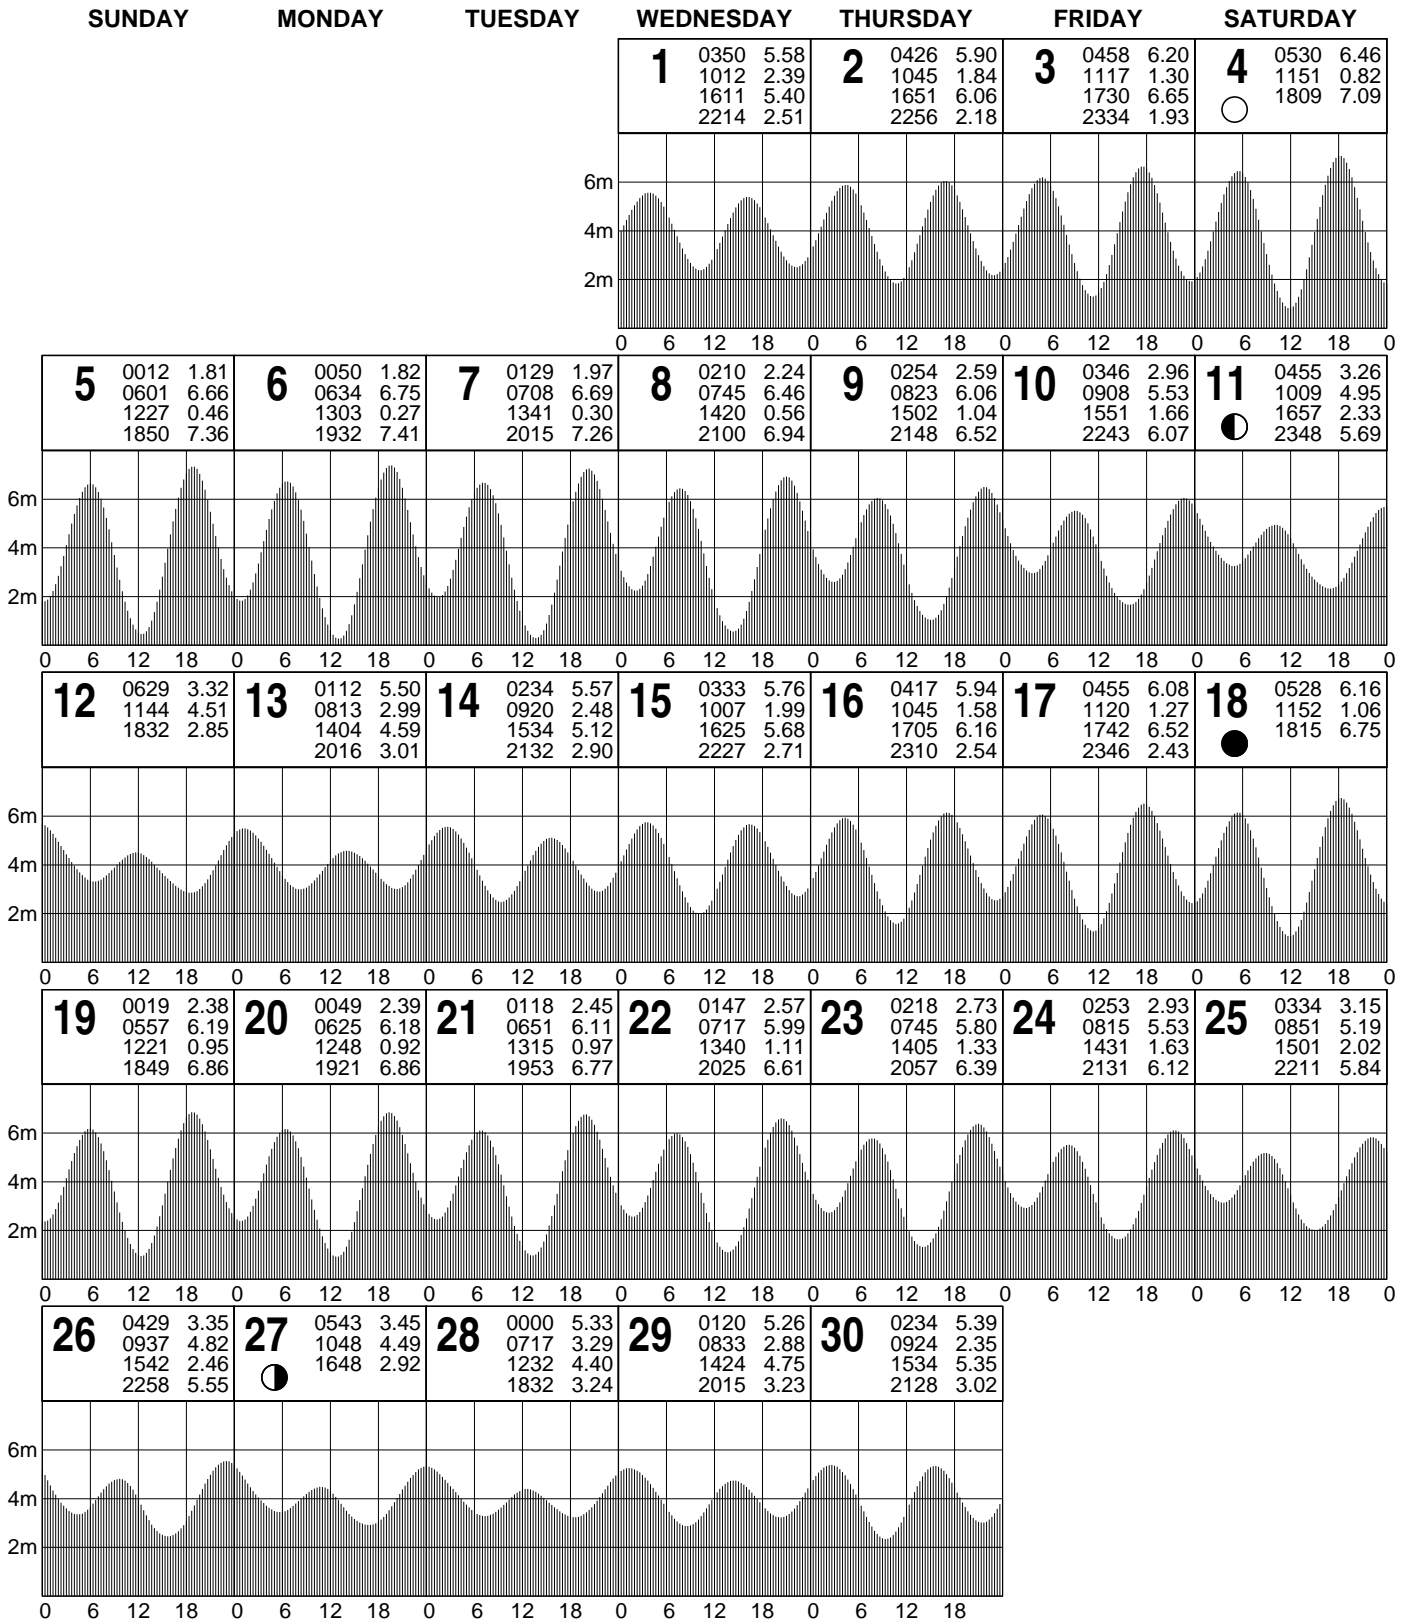 SUNDAY MONDAY TUESDAY WEDNESDAY THURSDAY FRIDAY SATURDAY
1 0350 5.58 2 0426 5.90 3 0458 6.20 4 0530 6.46
1012 2.39 1045 1.84 1117 1.30 1151 0.82
1611 5.40 1651 6.06 1730 6.65 1809 7.09
2214 2.51 2256 2.18 2334 1.93
6m
4m
2m
0 6 12 18 0 6 12 18 0 6 12 18 0 6 12 18 0
5 0012 1.81 6 0050 1.82 7 0129 1.97 8 0210 2.24 9 0254 2.59 10 0346 2.96 11 0455 3.26
0601 6.66 0634 6.75 0708 6.69 0745 6.46 0823 6.06 0908 5.53 1009 4.95
1227 0.46 1303 0.27 1341 0.30 1420 0.56 1502 1.04 1551 1.66 1657 2.33
1850 7.36 1932 7.41 2015 7.26 2100 6.94 2148 6.52 2243 6.07 2348 5.69
6m
4m
2m
0 6 12 18 0 6 12 18 0 6 12 18 0 6 12 18 0 6 12 18 0 6 12 18 0 6 12 18 0
12 0629 3.32 13 0112 5.50 14 0234 5.57 15 0333 5.76 16 0417 5.94 17 0455 6.08 18 0528 6.16
1144 4.51 0813 2.99 0920 2.48 1007 1.99 1045 1.58 1120 1.27 1152 1.06
1832 2.85 1404 4.59 1534 5.12 1625 5.68 1705 6.16 1742 6.52 1815 6.75
2016 3.01 2132 2.90 2227 2.71 2310 2.54 2346 2.43
6m
4m
2m
0 6 12 18 0 6 12 18 0 6 12 18 0 6 12 18 0 6 12 18 0 6 12 18 0 6 12 18 0
19 0019 2.38 20 0049 2.39 21 0118 2.45 22 0147 2.57 23 0218 2.73 24 0253 2.93 25 0334 3.15
0557 6.19 0625 6.18 0651 6.11 0717 5.99 0745 5.80 0815 5.53 0851 5.19
1221 0.95 1248 0.92 1315 0.97 1340 1.11 1405 1.33 1431 1.63 1501 2.02
1849 6.86 1921 6.86 1953 6.77 2025 6.61 2057 6.39 2131 6.12 2211 5.84
6m
4m
2m
0 6 12 18 0 6 12 18 0 6 12 18 0 6 12 18 0 6 12 18 0 6 12 18 0 6 12 18 0
26 0429 3.35 27 0543 3.45 28 0000 5.33 29 0120 5.26 30 0234 5.39
0937 4.82 1048 4.49 0717 3.29 0833 2.88 0924 2.35
1542 2.46 1648 2.92 1232 4.40 1424 4.75 1534 5.35
2258 5.55 1832 3.24 2015 3.23 2128 3.02
6m
4m
2m
0 6 12 18 0 6 12 18 0 6 12 18 0 6 12 18 0 6 12 18